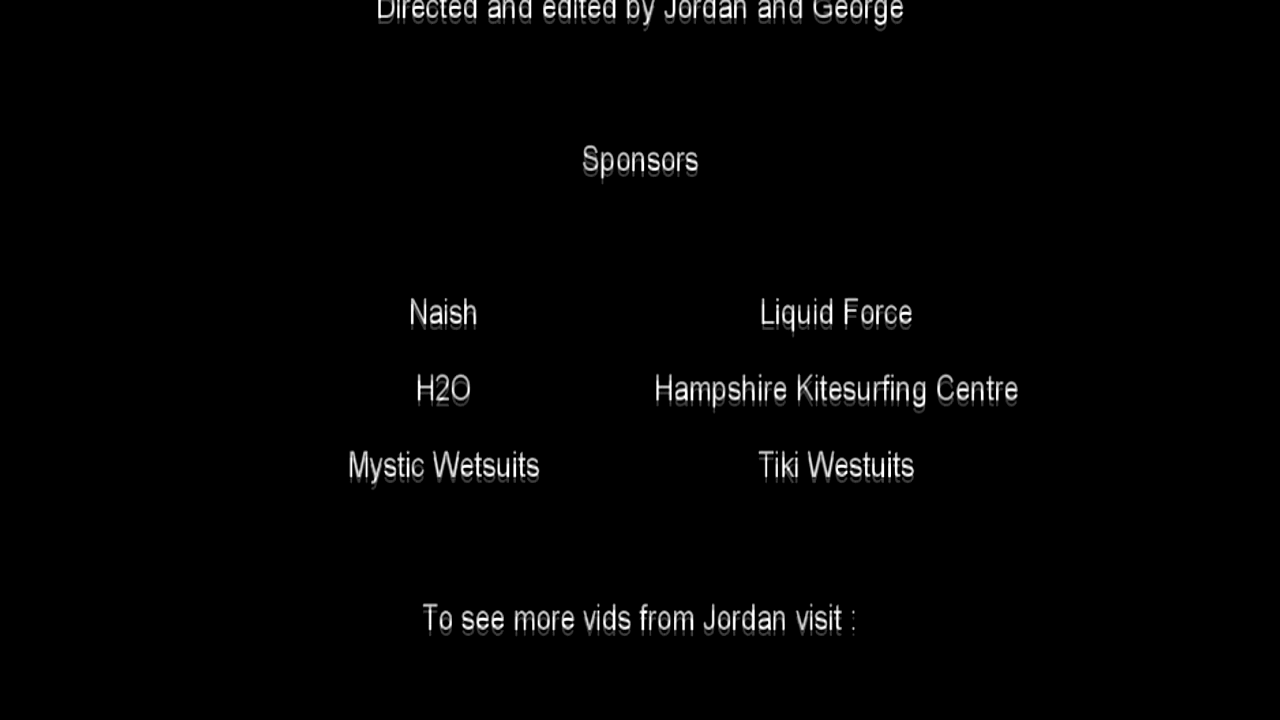 Directed and edited by Jordan and George
Sponsors
Naish Liquid Force
H2O Hampshire Kitesurfing Centre
Mystic Wetsuits Tiki Westuits
To see more vids from Jordan visit :